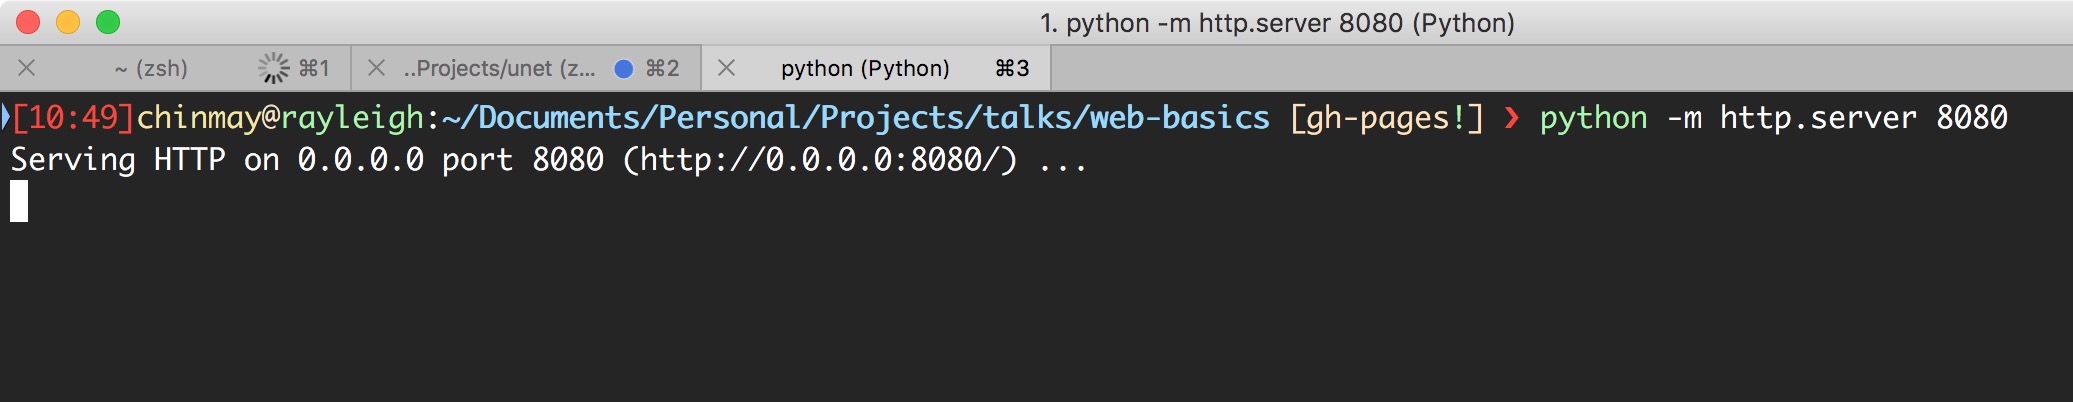 1. python -m http.server 8080 (Python)
~ (zsh) ⌘1 ..Projects/unet (z... ⌘2 python (Python) ⌘3
[10:49]chinmay@rayleigh:~/Documents/Personal/Projects/talks/web-basics [gh-pages!] ❯ python -m http.server 8080
Serving HTTP on 0.0.0.0 port 8080 (http://0.0.0.0:8080/) ...